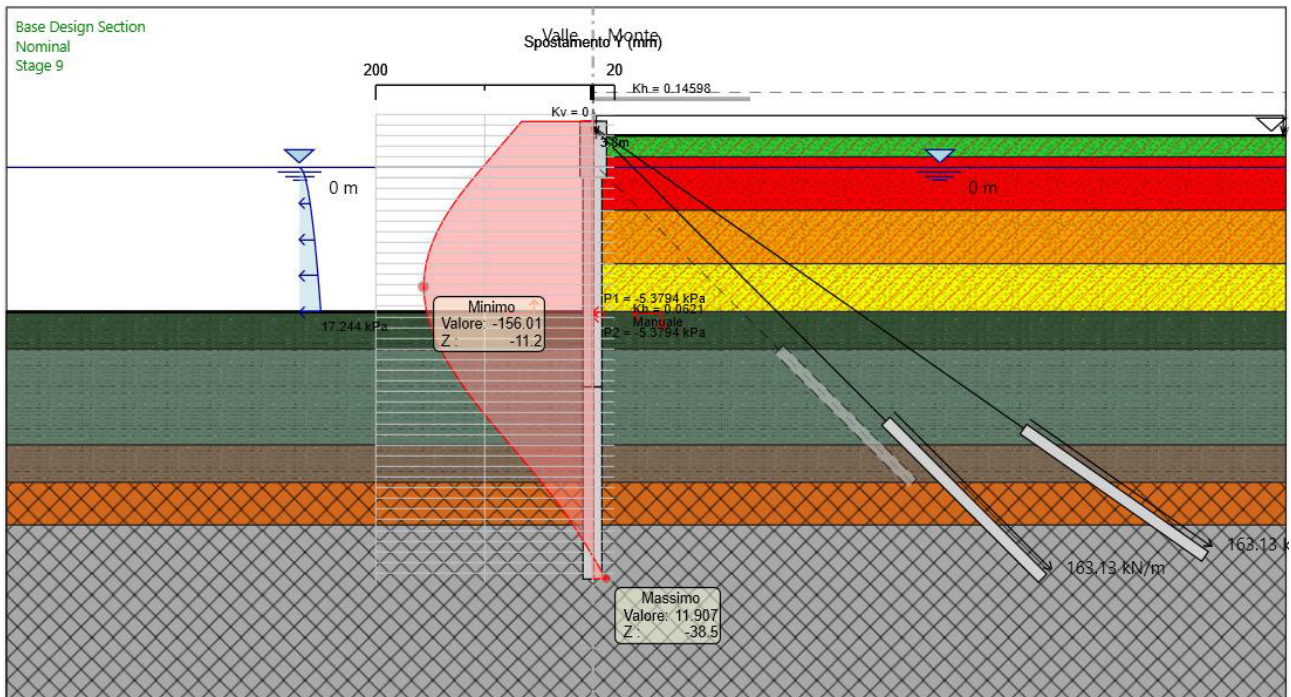 Base Design Section
Nominal
Stage 9
Valle
Monte
Spostamento Y (mm)
200
20
Kh = 0.14598
Kv = 0
3.8m
0 m
0 m
P1 = -5.3794 kPa
Kh = 0.0621
Manuale
P2 = -5.3794 kPa
17.244 kPa
Minimo
Valore: -156.01
Z : -11.2
163.13 k
163.13 kN/m
Massimo
Valore: 11.907
Z : -38.5